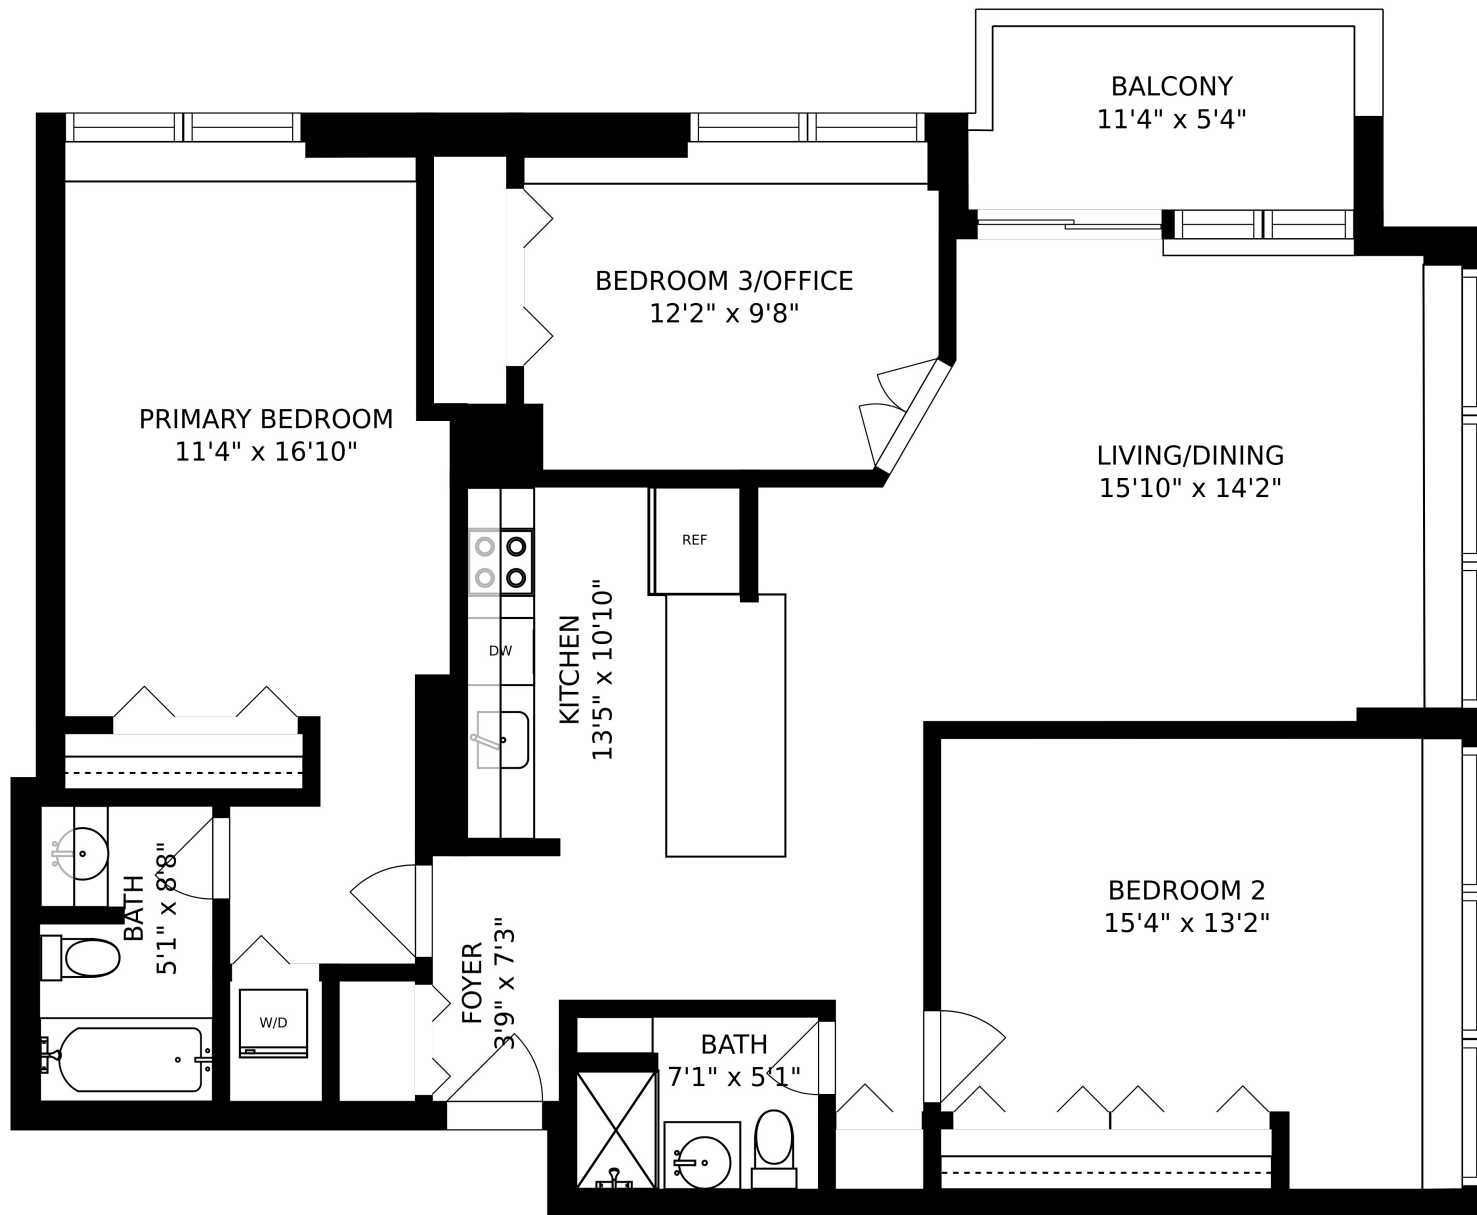 BALCONY
11'4" x 5'4"
BEDROOM 3/OFFICE
12'2" x 9'8"
PRIMARY BEDROOM
11'4" x 16'10"
LIVING/DINING
15'10" x 14'2"
REF
DW
KITCHEN
13'5" x 10'10"
BEDROOM 2
15'4" x 13'2"
BATH
5'1" x 8'8"
FOYER
3'9" x 7'3"
W/D
BATH
7'1" x 5'1"